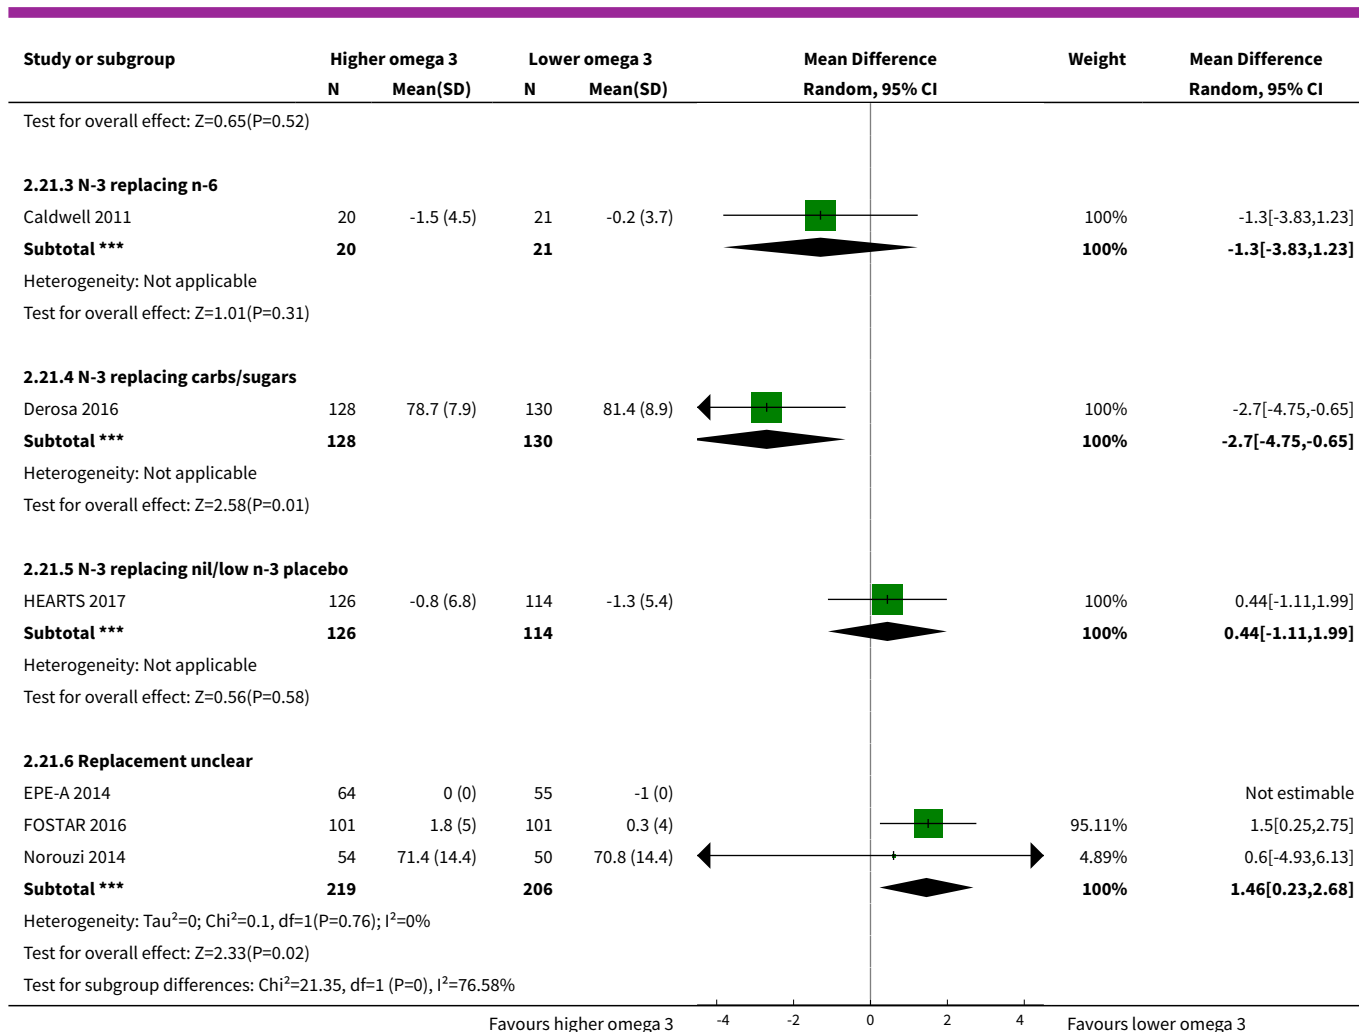 Study or subgroup Higher omega 3 Lower omega 3 Mean Difference Weight Mean Difference
N Mean(SD) N Mean(SD) Random, 95% CI Random, 95% CI
Test for overall effect: Z=0.65(P=0.52)
2.21.3 N-3 replacing n-6
Caldwell 2011 20 -1.5 (4.5) 21 -0.2 (3.7) 100% -1.3[-3.83,1.23]
Subtotal *** 20 21 100% -1.3[-3.83,1.23]
Heterogeneity: Not applicable
Test for overall effect: Z=1.01(P=0.31)
2.21.4 N-3 replacing carbs/sugars
Derosa 2016 128 78.7 (7.9) 130 81.4 (8.9) 100% -2.7[-4.75,-0.65]
Subtotal *** 128 130 100% -2.7[-4.75,-0.65]
Heterogeneity: Not applicable
Test for overall effect: Z=2.58(P=0.01)
2.21.5 N-3 replacing nil/low n-3 placebo
HEARTS 2017 126 -0.8 (6.8) 114 -1.3 (5.4) 100% 0.44[-1.11,1.99]
Subtotal *** 126 114 100% 0.44[-1.11,1.99]
Heterogeneity: Not applicable
Test for overall effect: Z=0.56(P=0.58)
2.21.6 Replacement unclear
EPE-A 2014 64 0 (0) 55 -1 (0) Not estimable
FOSTAR 2016 101 1.8 (5) 101 0.3 (4) 95.11% 1.5[0.25,2.75]
Norouzi 2014 54 71.4 (14.4) 50 70.8 (14.4) 4.89% 0.6[-4.93,6.13]
Subtotal *** 219 206 100% 1.46[0.23,2.68]
Heterogeneity: Tau²=0; Chi²=0.1, df=1(P=0.76); I²=0%
Test for overall effect: Z=2.33(P=0.02)
Test for subgroup differences: Chi²=21.35, df=1 (P=0), I²=76.58%
Favours higher omega 3 -4 -2 0 2 4 Favours lower omega 3